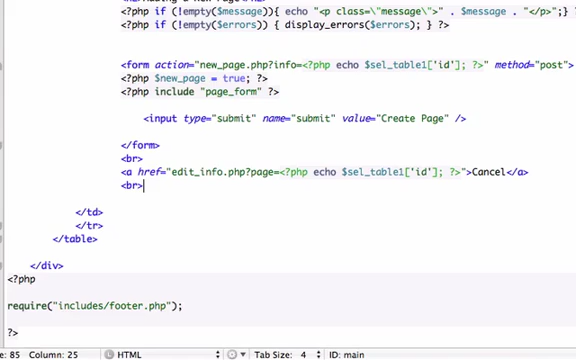 <?php if (!empty($message)){ echo "<p class=\"message\">" . $message . "</p>";} ?
<?php if (!empty($errors)) { display_errors($errors); } ?>
<form action="new_page.php?info=<?php echo $sel_table1['id']; ?>" method="post">
<?php $new_page = true; ?>
<?php include "page_form" ?>
<input type="submit" name="submit" value="Create Page" />
</form>
<br>
<a href="edit_info.php?page=<?php echo $sel_table1['id']; ?>">Cancel</a>
<br>
</td>
</tr>
</table>
</div>
<?php
require("includes/footer.php");
?>
e: 85 Column: 25 HTML Tab Size: 4 ID: main